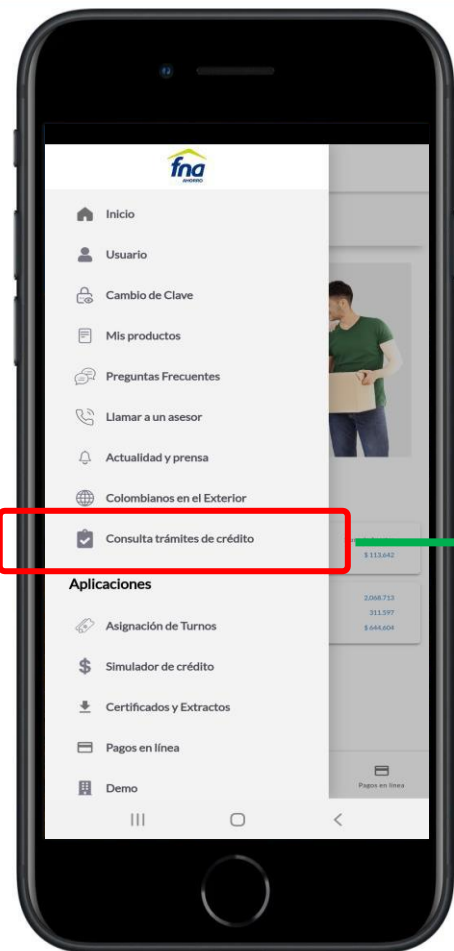 fna
AHORRO
Inicio
Usuario
Cambio de Clave
Mis productos
Preguntas Frecuentes
Llamar a un asesor
Actualidad y prensa
Colombianos en el Exterior
Consulta trámites de crédito
$ 113,642
Aplicaciones
2,068,713
311,597
$ 644,604
Asignación de Turnos
Simulador de crédito
Certificados y Extractos
Pagos en línea
Demo
Pagos en línea